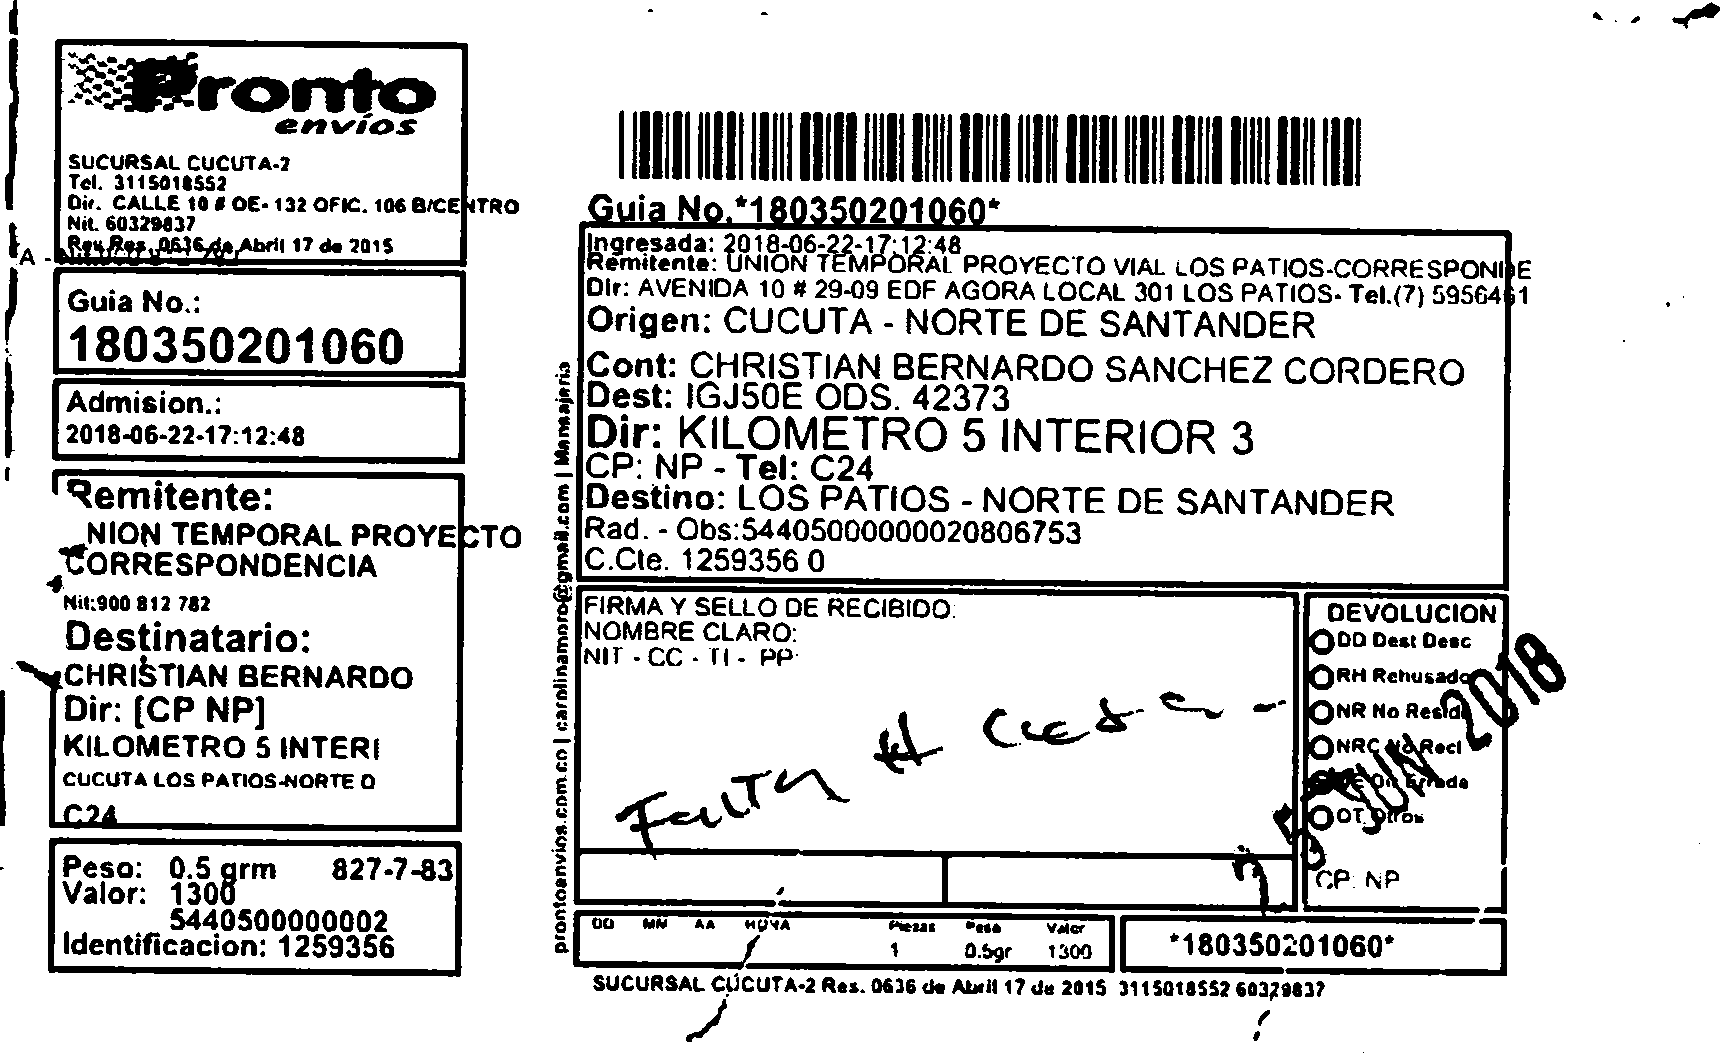 Pronto
envíos
SUCURSAL CUCUTA-2
Tel. 3115018552
Dir. CALLE 10 # OE- 132 OFIC. 106 B/CENTRO
Nit. 60329837
Rev Res. 0636 de Abril 17 de 2015
Guia No.:
180350201060
Admision.:
2018-06-22-17:12:48
Remitente:
NION TEMPORAL PROYECTO
CORRESPONDENCIA
Nit:900 812 782
Destinatario:
CHRISTIAN BERNARDO
Dir: [CP NP]
KILOMETRO 5 INTERI
CUCUTA LOS PATIOS-NORTE D
C24
Peso: 0.5 grm 827-7-83
Valor: 1300
5440500000002
Identificacion: 1259356
prontoenvios.com.co | carolinamoro@gmail.com | Mensajeria
Guia No.*180350201060*
Ingresada: 2018-06-22-17:12:48
Remitente: UNION TEMPORAL PROYECTO VIAL LOS PATIOS-CORRESPONDE
Dir: AVENIDA 10 # 29-09 EDF AGORA LOCAL 301 LOS PATIOS- Tel.(7) 5956461
Origen: CUCUTA - NORTE DE SANTANDER
Cont: CHRISTIAN BERNARDO SANCHEZ CORDERO
Dest: IGJ50E ODS. 42373
Dir: KILOMETRO 5 INTERIOR 3
CP: NP - Tel: C24
Destino: LOS PATIOS - NORTE DE SANTANDER
Rad. - Obs:54405000000020806753
C.Cte. 1259356 0
FIRMA Y SELLO DE RECIBIDO:
NOMBRE CLARO:
NIT - CC - TI - PP
Falta #
DEVOLUCION
DD Dest Desc
RH Rehusado
NR No Resid
NRC No Recl
DE Dir Errada
OT Otros
JUN 2018
CP: NP
DD MM AA HORA Piezas Peso Valor
1 0.5gr 1300
*180350201060*
SUCURSAL CUCUTA-2 Res. 0636 de Abril 17 de 2015 3115018552 60329837